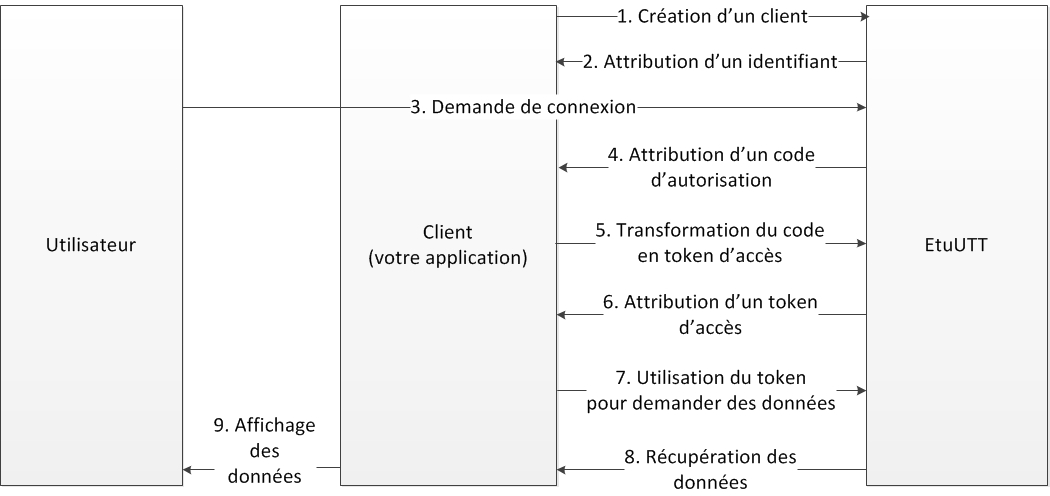 1. Création d’un client
2. Attribution d’un identifiant
3. Demande de connexion
4. Attribution d’un code
d’autorisation
Utilisateur
Client
(votre application)
5. Transformation du code
en token d’accès
EtuUTT
6. Attribution d’un token
d’accès
7. Utilisation du token
pour demander des données
9. Affichage
des
données
8. Récupération des
données